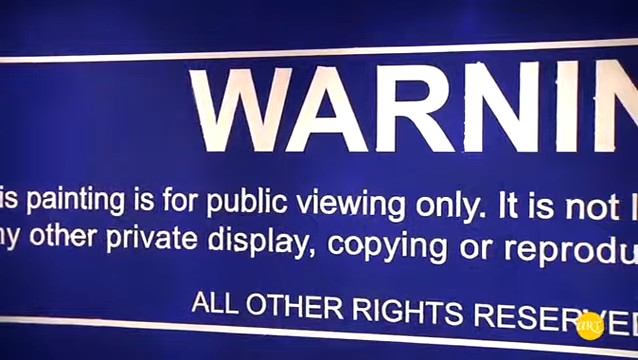 WARNIN
is painting is for public viewing only. It is not l
ny other private display, copying or reprodu
ALL OTHER RIGHTS RESERVE